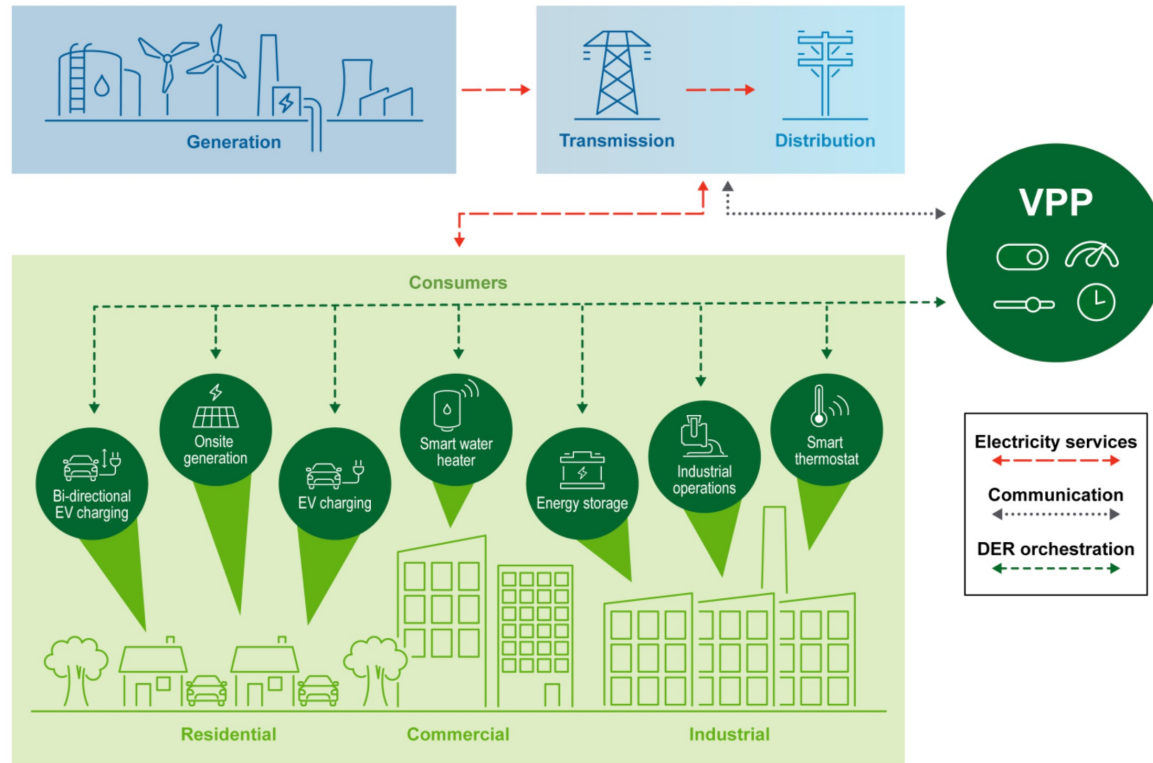 Generation
Transmission
Distribution
VPP
Consumers
Bi-directional
EV charging
Onsite
generation
EV charging
Smart water
heater
Energy storage
Industrial
operations
Smart
thermostat
Residential
Commercial
Industrial
Electricity services
Communication
DER orchestration